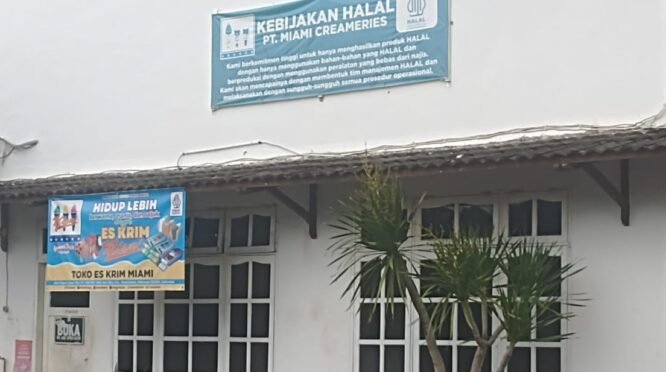 KEBIJAKAN HALAL
PT. MIAMI CREAMERIES
Kami berkomitmen tinggi untuk hanya menghasilkan produk HALAL
dengan hanya menggunakan bahan-bahan yang HALAL dan
berproduksi dengan menggunakan peralatan yang bebas dari najis.
Kami akan mencapainya dengan membentuk tim manajemen HALAL dan
melaksanakan dengan sungguh-sungguh semua prosedur operasional.
HALAL
HIDUP LEBIH
ES KRIM
TOKO ES KRIM MIAMI
BUKA